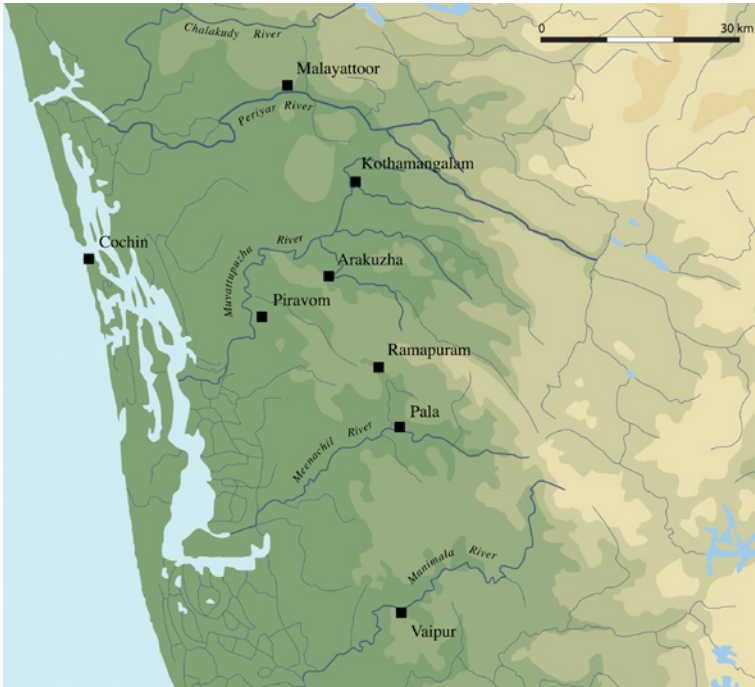 0 30 km
Chalakudy River
Malayattoor
Periyar River
Kothamangalam
Cochin
Muvattupuzha River
Arakuzha
Piravom
Ramapuram
Pala
Meenachil River
Manimala River
Vaipur